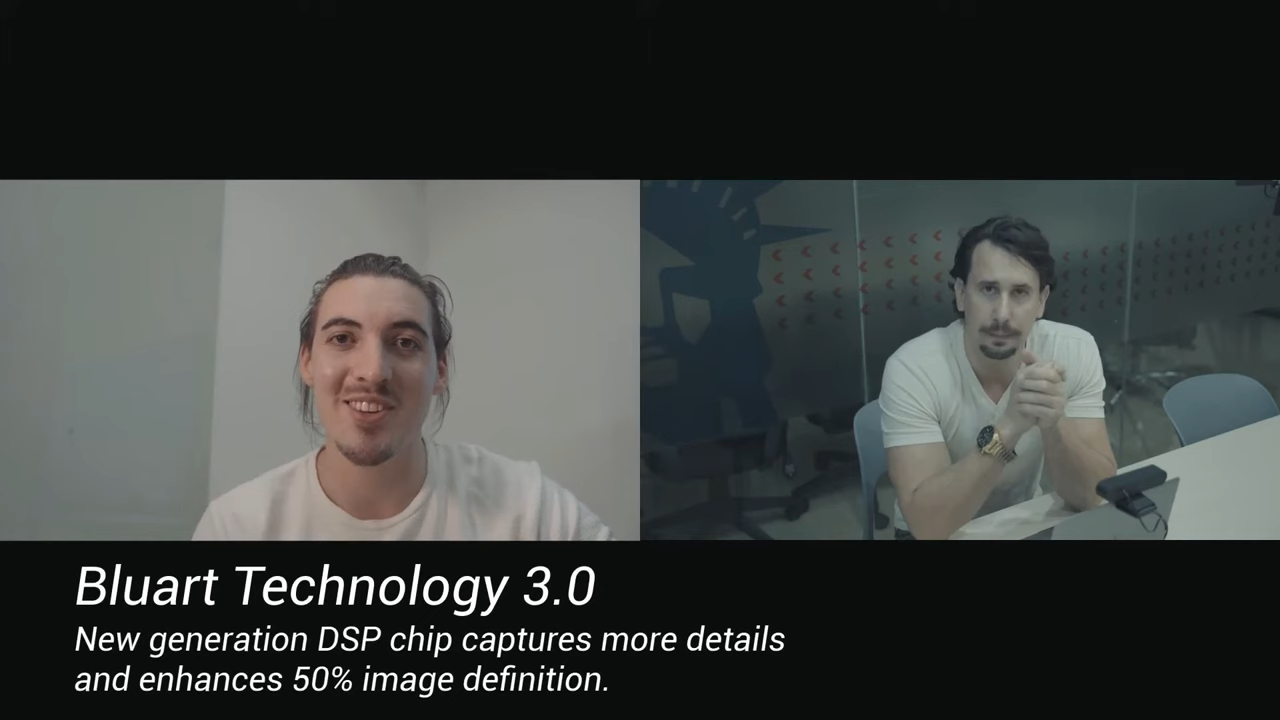 Bluart Technology 3.0
New generation DSP chip captures more details
and enhances 50% image definition.